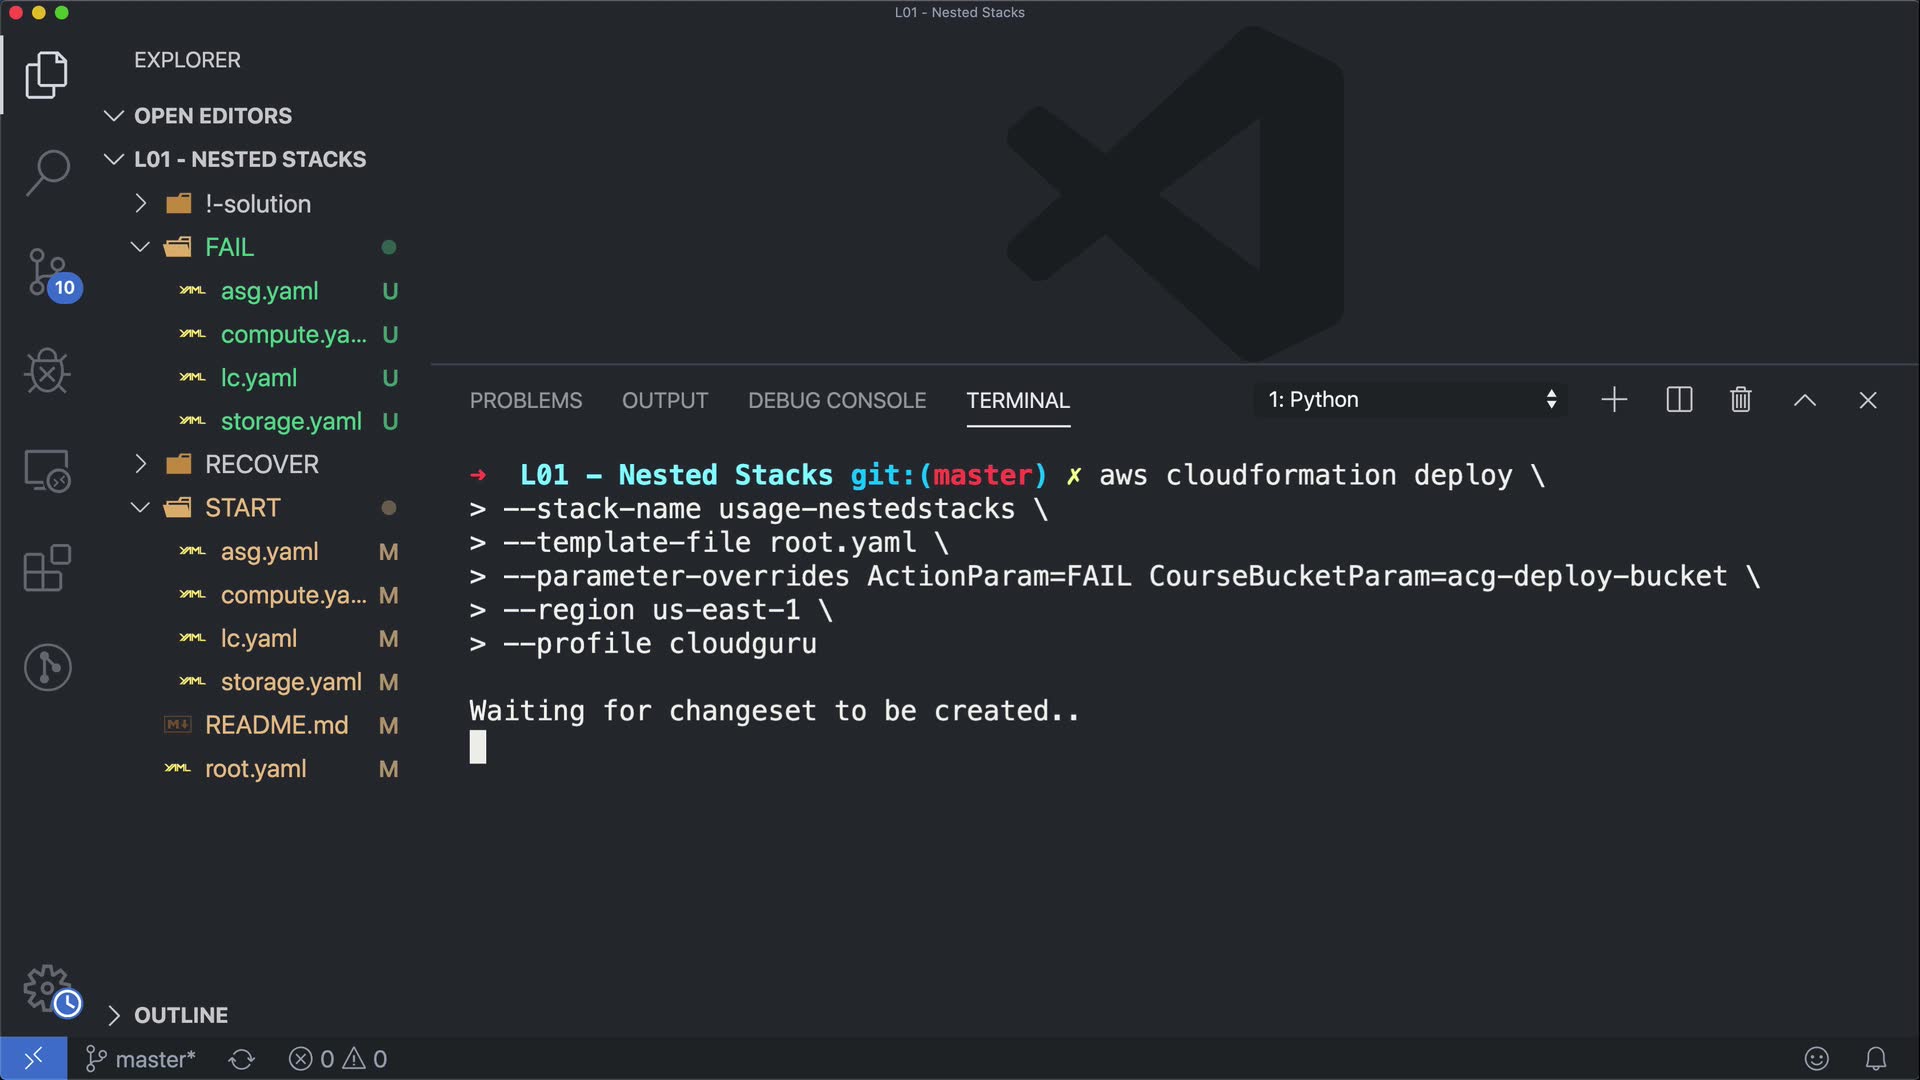 L01 - Nested Stacks
EXPLORER
OPEN EDITORS
L01 - NESTED STACKS
!-solution
FAIL
asg.yaml U
compute.ya... U
lc.yaml U
storage.yaml U
RECOVER
START
asg.yaml M
compute.ya... M
lc.yaml M
storage.yaml M
README.md M
root.yaml M
OUTLINE
10
PROBLEMS OUTPUT DEBUG CONSOLE TERMINAL 1: Python
➜ L01 - Nested Stacks git:(master) ✗ aws cloudformation deploy \
> --stack-name usage-nestedstacks \
> --template-file root.yaml \
> --parameter-overrides ActionParam=FAIL CourseBucketParam=acg-deploy-bucket \
> --region us-east-1 \
> --profile cloudguru
Waiting for changeset to be created..
master* 0 0